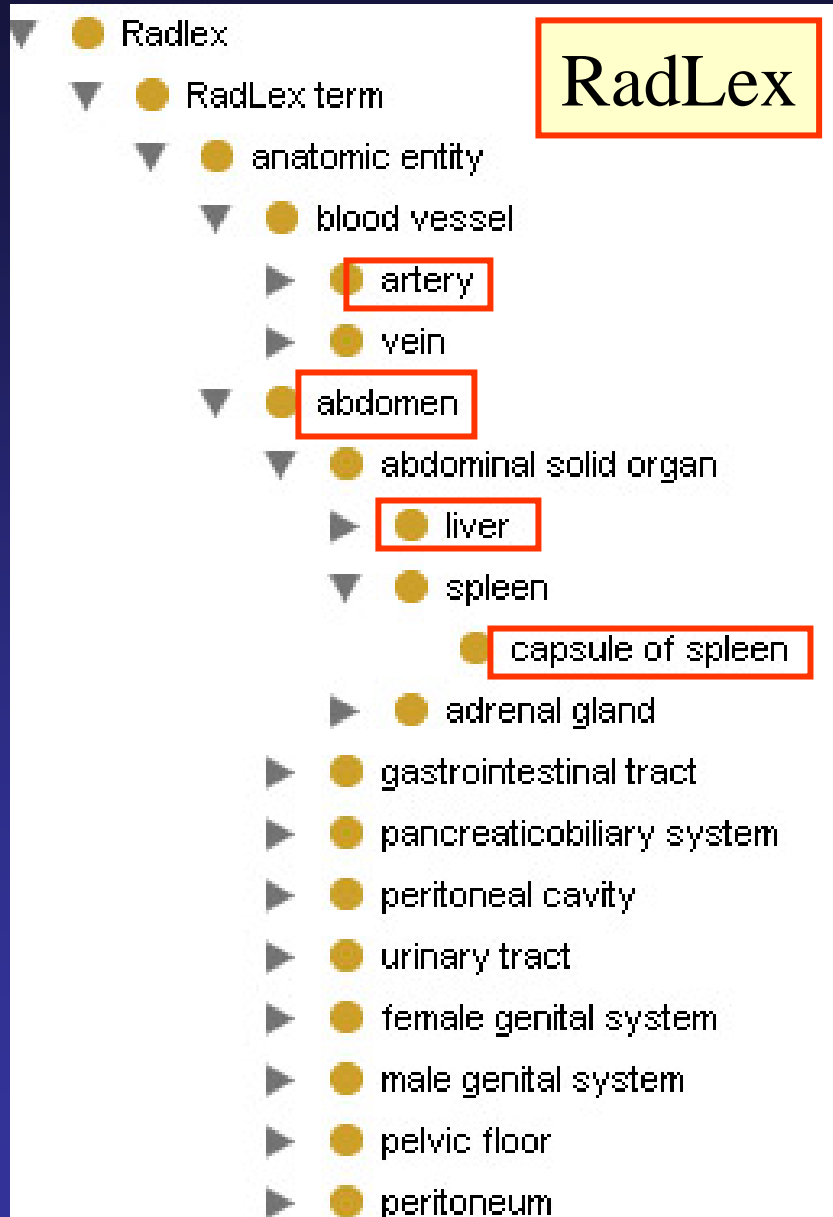 Radlex
RadLex
RadLex term
anatomic entity
blood vessel
artery
vein
abdomen
abdominal solid organ
liver
spleen
capsule of spleen
adrenal gland
gastrointestinal tract
pancreaticobiliary system
peritoneal cavity
urinary tract
female genital system
male genital system
pelvic floor
peritoneum